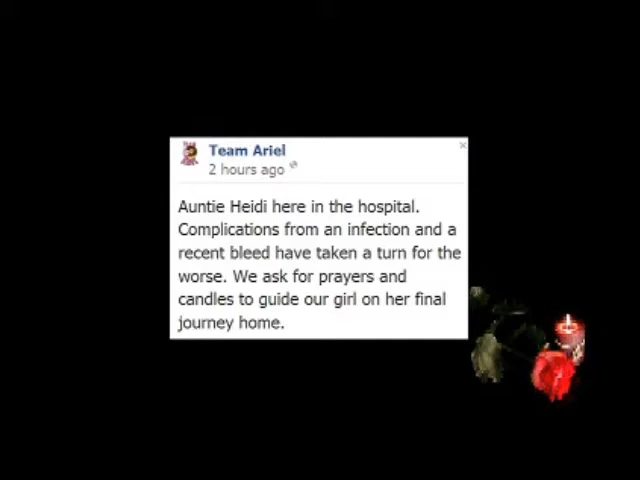 Team Ariel
2 hours ago
Auntie Heidi here in the hospital.
Complications from an infection and a
recent bleed have taken a turn for the
worse. We ask for prayers and
candles to guide our girl on her final
journey home.